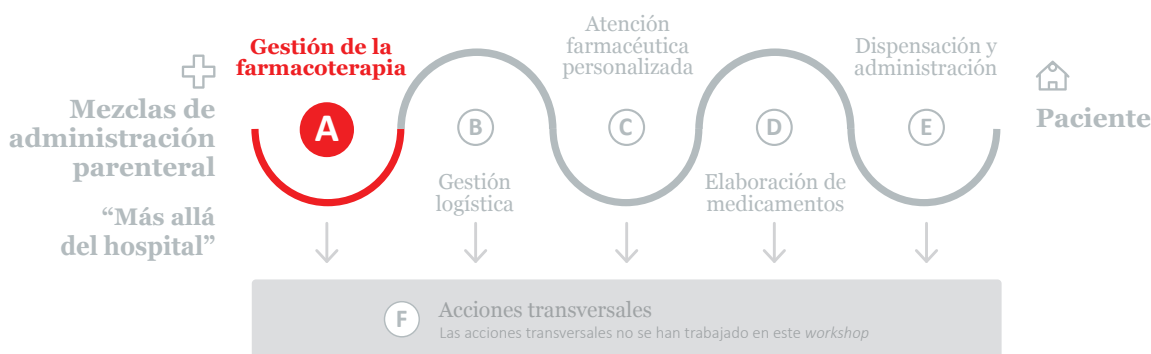 Mezclas de
administración
parenteral
“Más allá
del hospital”
Gestión de la
farmacoterapia
A
B
Gestión
logística
Atención
farmacéutica
personalizada
C
D
Elaboración de
medicamentos
Dispensación y
administración
E
Paciente
F
Acciones transversales
Las acciones transversales no se han trabajado en este workshop